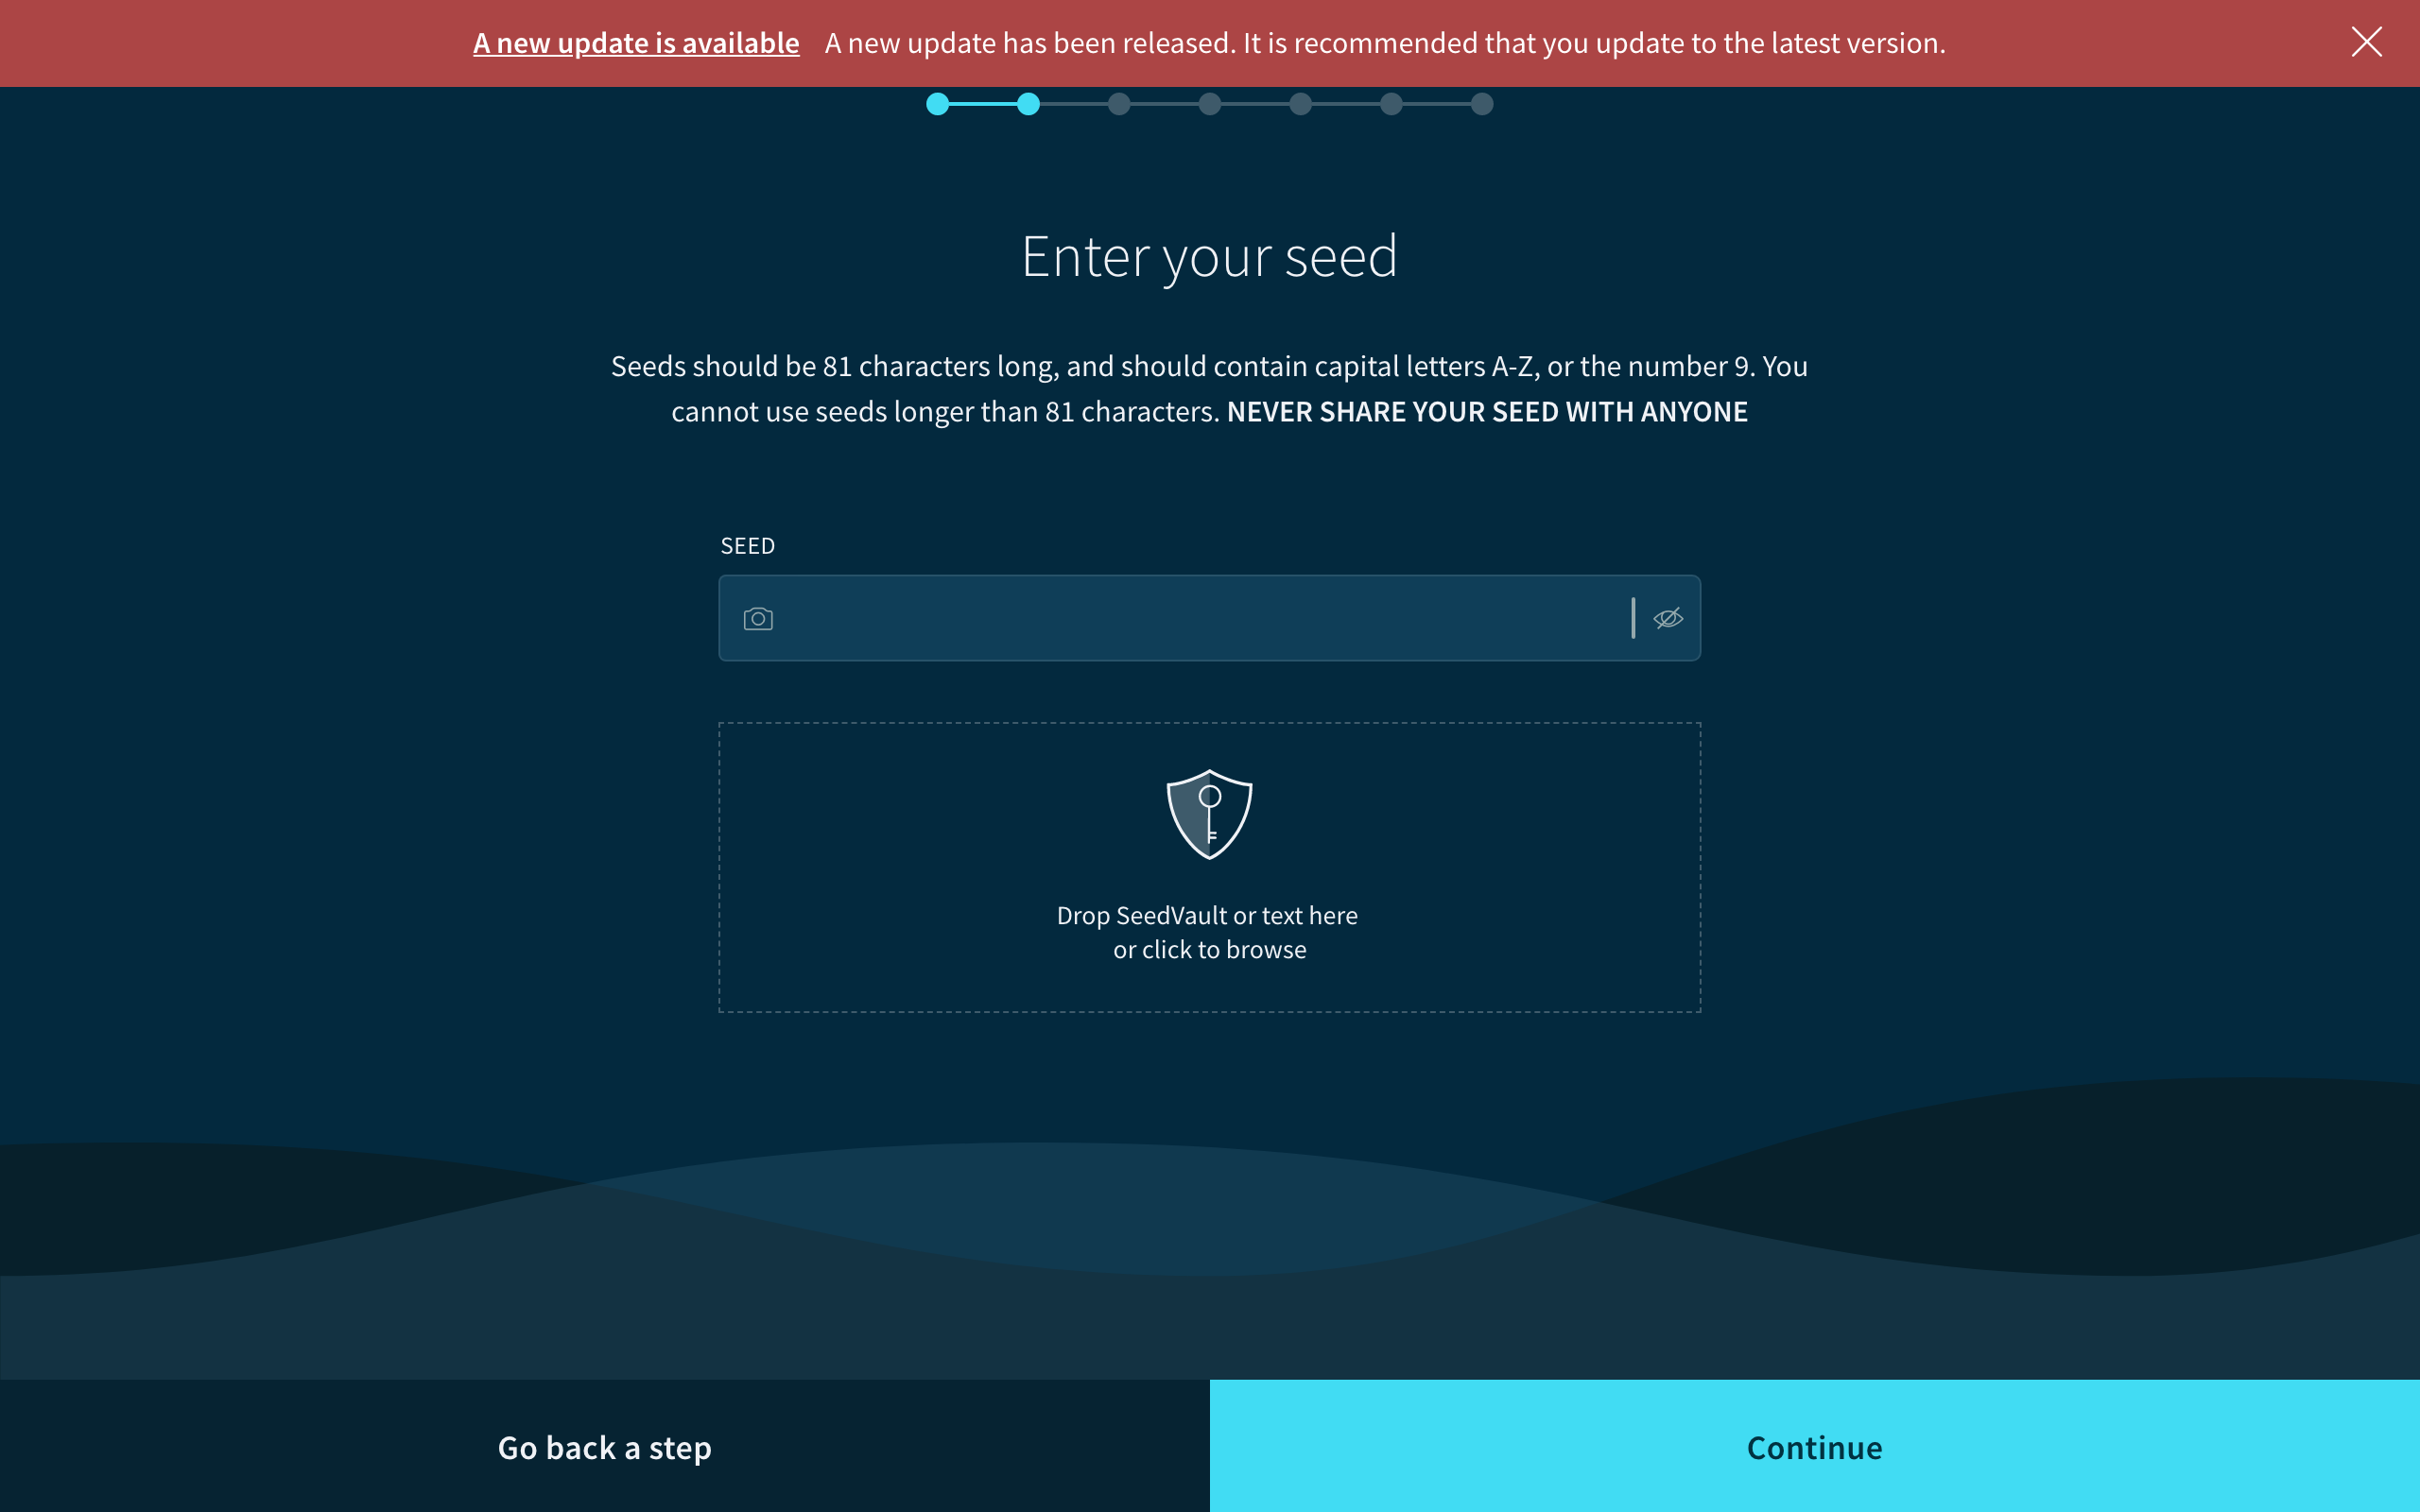 A new update is available A new update has been released. It is recommended that you update to the latest version.
Enter your seed
Seeds should be 81 characters long, and should contain capital letters A-Z, or the number 9. You
cannot use seeds longer than 81 characters. NEVER SHARE YOUR SEED WITH ANYONE
SEED
Drop SeedVault or text here
or click to browse
Go back a step
Continue